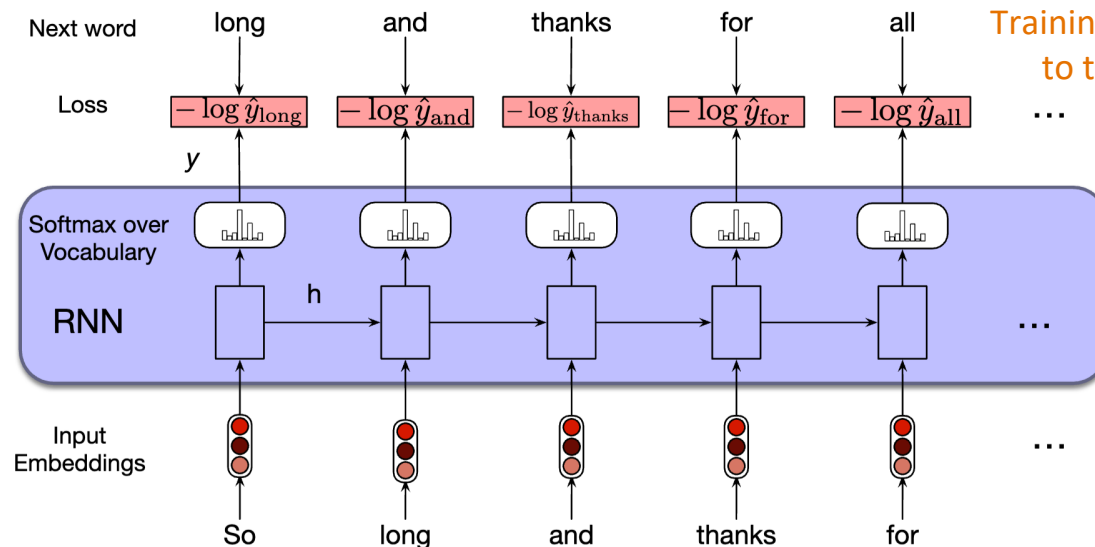 Next word long and thanks for all Trainin
to t
Loss − log ŷlong − log ŷand − log ŷthanks − log ŷfor − log ŷall ...
y
Softmax over
Vocabulary
h
RNN ...
Input
Embeddings ...
So long and thanks for